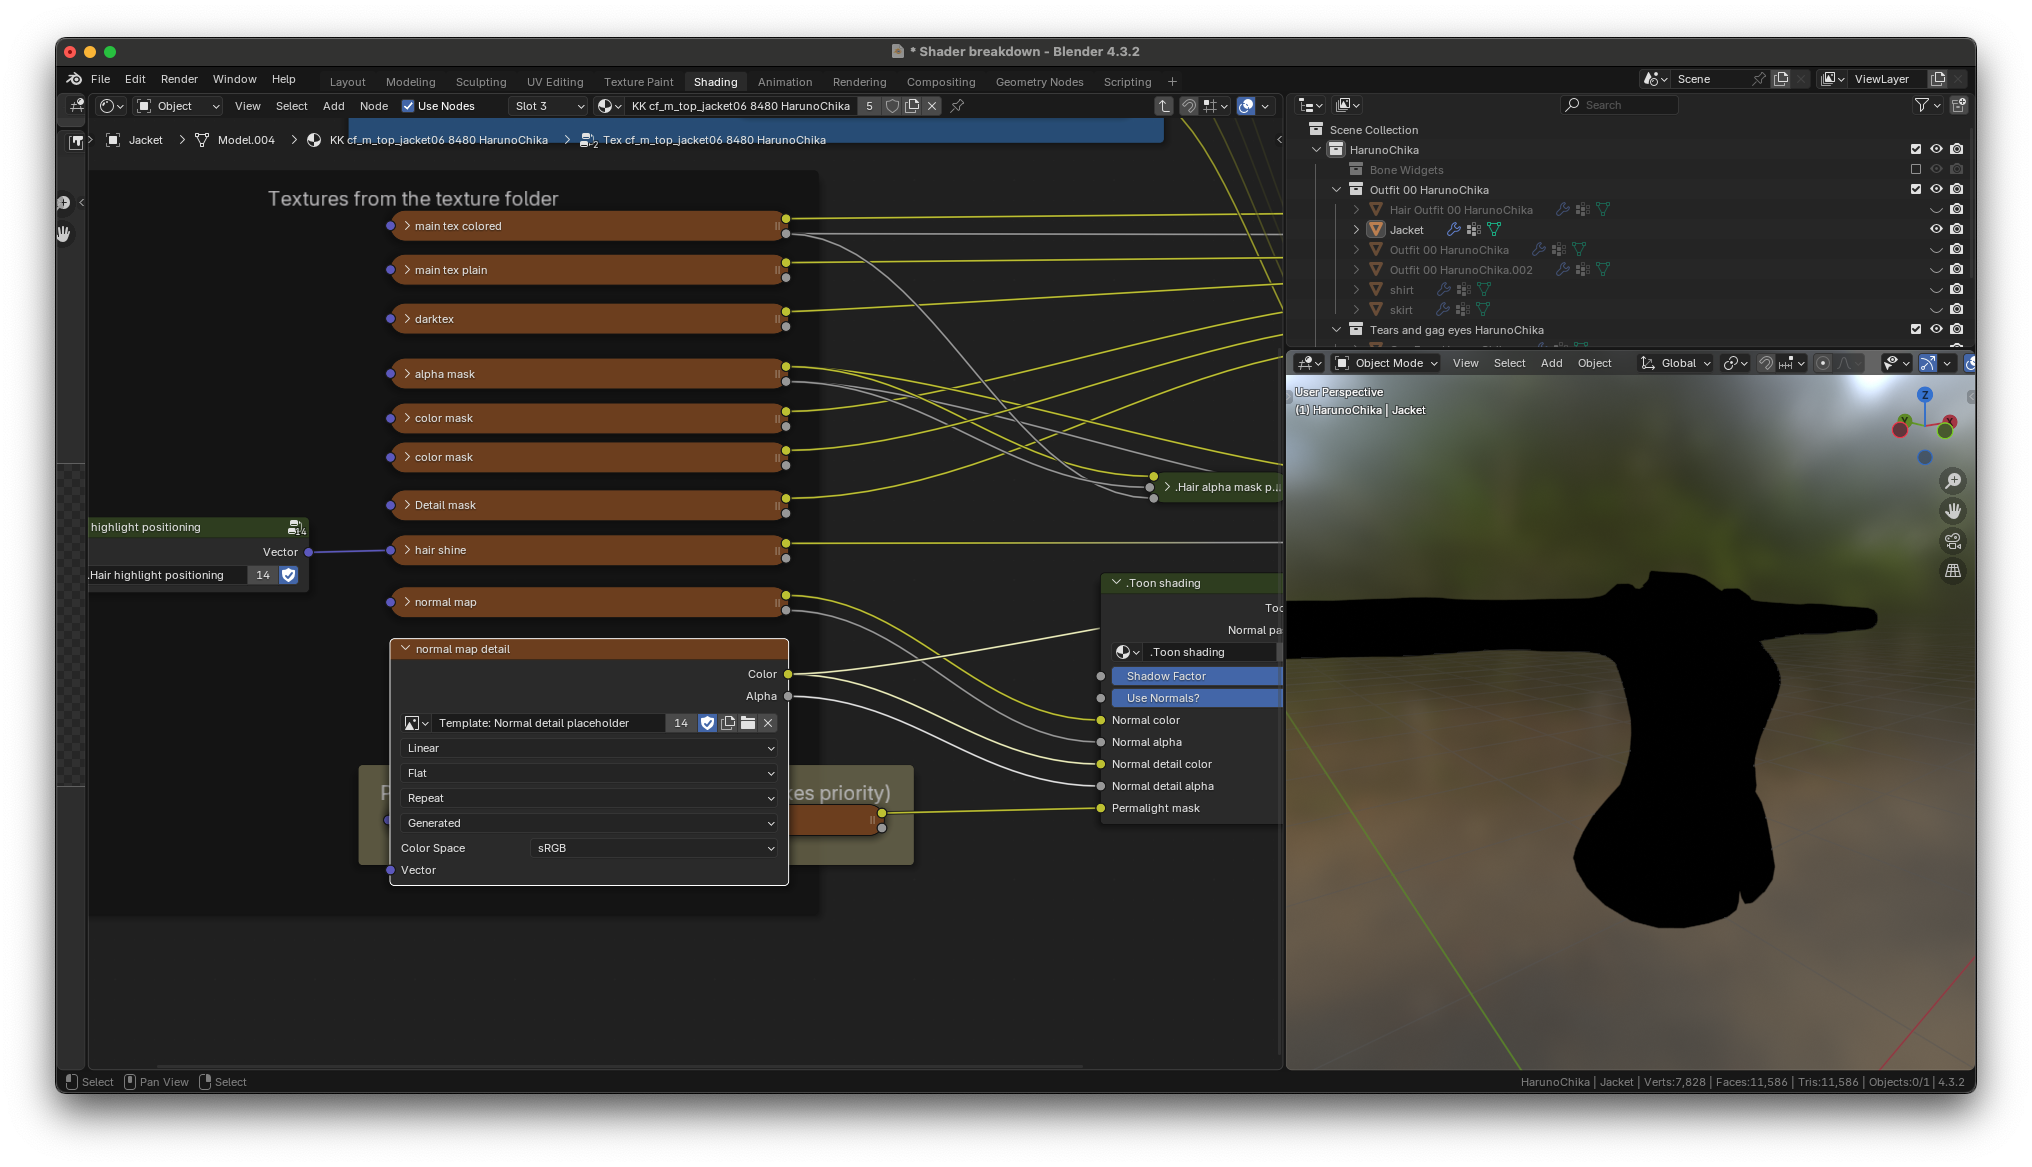 * Shader breakdown - Blender 4.3.2
File Edit Render Window Help
Layout Modeling Sculpting UV Editing Texture Paint Shading Animation Rendering Compositing Geometry Nodes Scripting +
Scene ViewLayer
Object View Select Add Node Use Nodes Slot 3 KK cf_m_top_jacket06 8480 HarunoChika 5
Jacket > Model.004 > KK cf_m_top_jacket06 8480 HarunoChika > Tex cf_m_top_jacket06 8480 HarunoChika
Textures from the texture folder
main tex colored
main tex plain
darktex
alpha mask
color mask
color mask
Detail mask
hair shine
normal map
highlight positioning
14
Vector
.Hair highlight positioning 14
normal map detail
Color
Alpha
Template: Normal detail placeholder 14
Linear
Flat
Repeat
Generated
Color Space sRGB
Vector
kes priority)
.Hair alpha mask p...
.Toon shading
Toc
Normal pa
.Toon shading
Shadow Factor
Use Normals?
Normal color
Normal alpha
Normal detail color
Normal detail alpha
Permalight mask
Search
Scene Collection
HarunoChika
Bone Widgets
Outfit 00 HarunoChika
Hair Outfit 00 HarunoChika
Jacket
Outfit 00 HarunoChika
Outfit 00 HarunoChika.002
shirt
skirt
Tears and gag eyes HarunoChika
Object Mode View Select Add Object Global
User Perspective
(1) HarunoChika | Jacket
Z
Select Pan View Select
HarunoChika | Jacket | Verts:7,828 | Faces:11,586 | Tris:11,586 | Objects:0/1 | 4.3.2